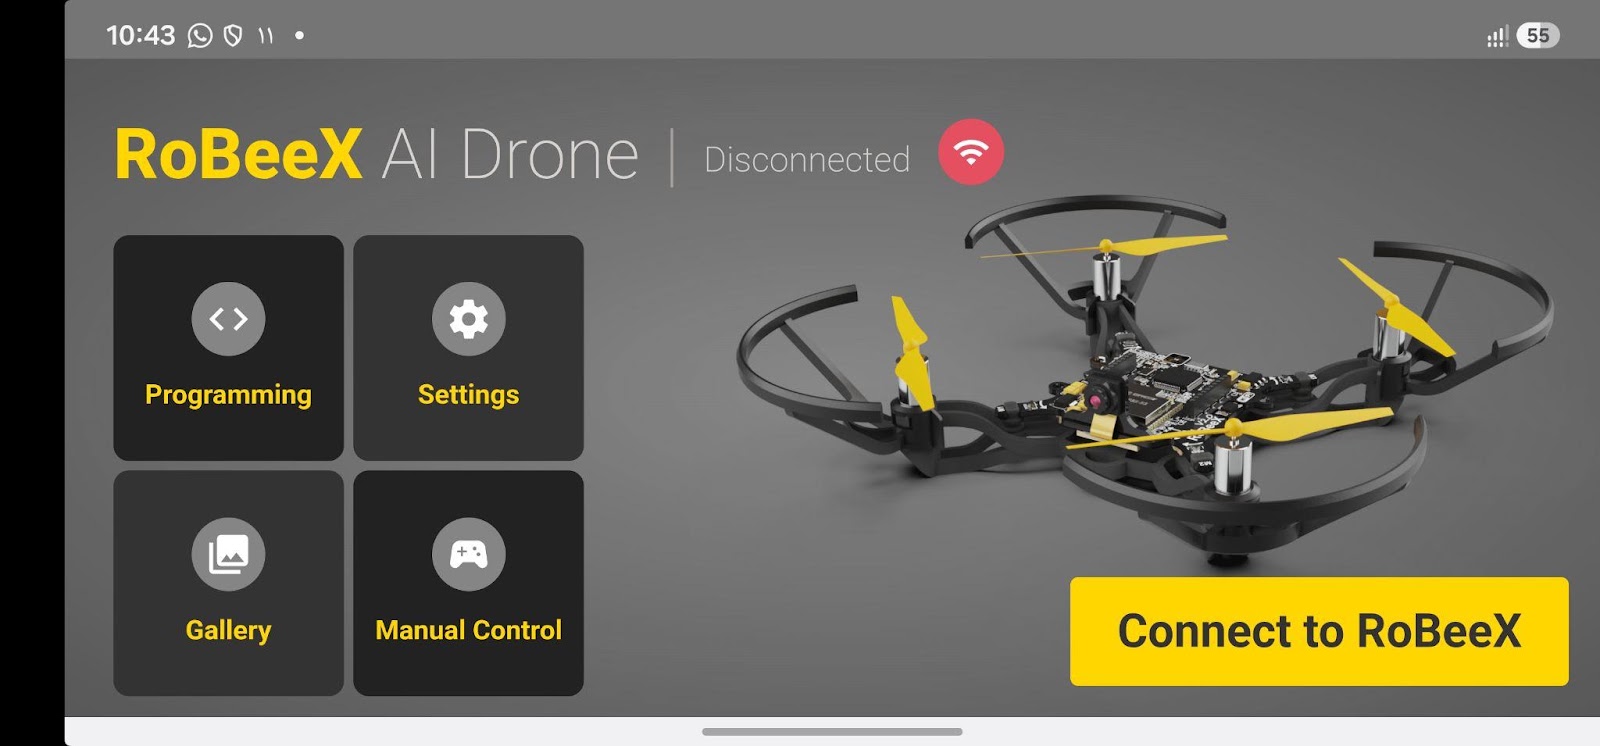 10:43
55
RoBeeX AI Drone
Disconnected
Programming
Settings
Gallery
Manual Control
Connect to RoBeeX